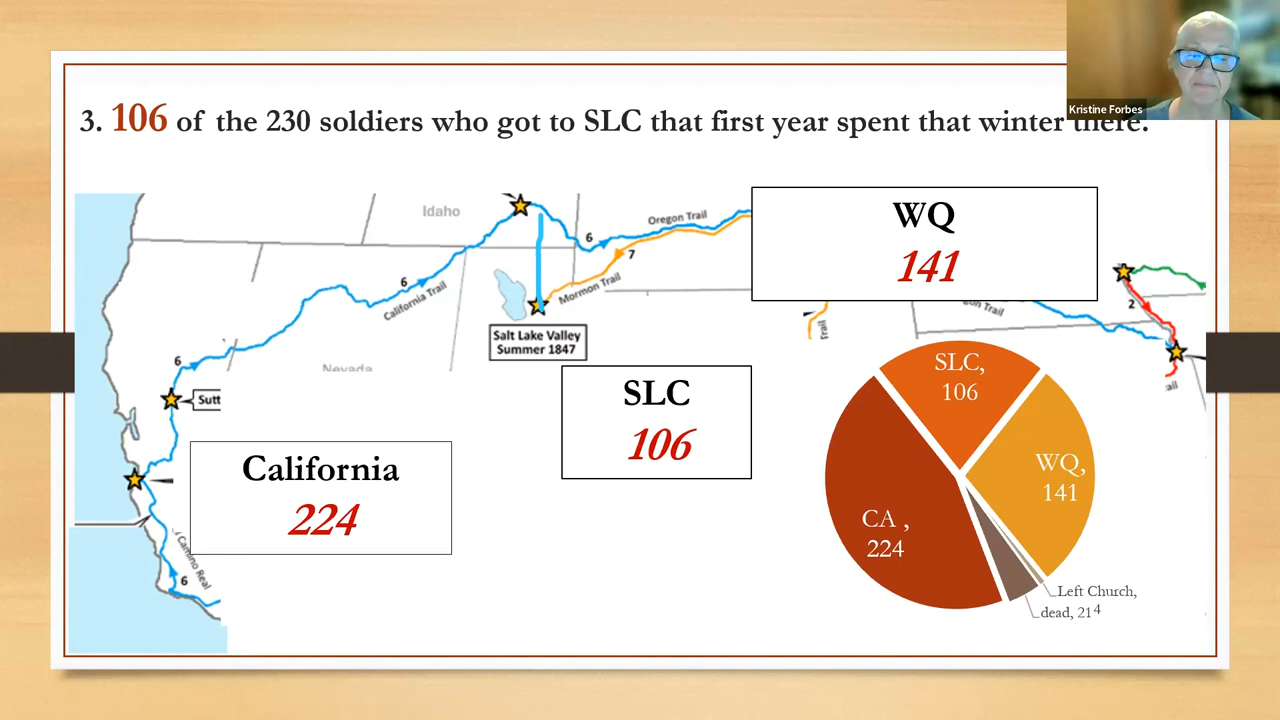 Kristine Forbes
3. 106 of the 230 soldiers who got to SLC that first year spent that winter there.
Idaho
Oregon Trail
6
7
6
California Trail
Mormon Trail
WQ
141
Trail
2
Salt Lake Valley
Summer 1847
6
Nevada
Sutt
SLC
106
California
224
Camino Real
6
SLC,
106
WQ,
141
CA ,
224
Left Church,
4
dead, 21